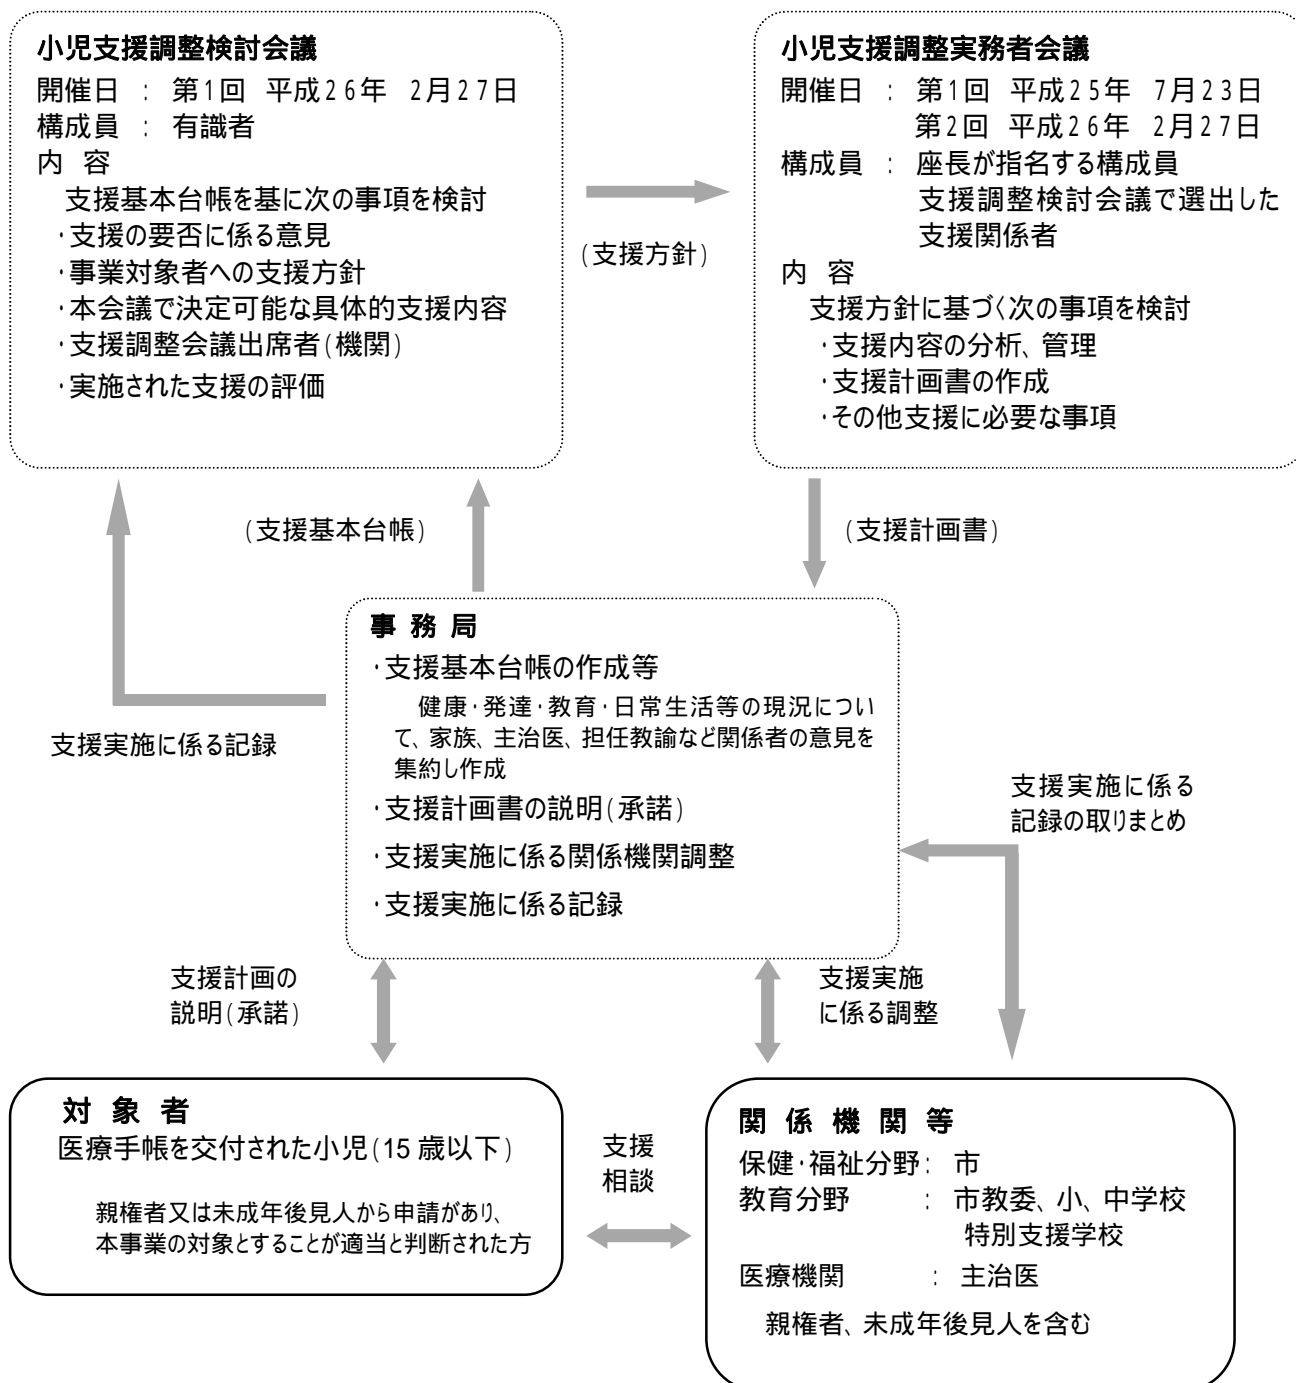 小児支援調整検討会議
開催日 : 第1回 平成26年 2月27日
構成員 : 有識者
内 容
支援基本台帳を基に次の事項を検討
・支援の要否に係る意見
・事業対象者への支援方針
・本会議で決定可能な具体的支援内容
・支援調整会議出席者(機関)
・実施された支援の評価
(支援方針)
小児支援調整実務者会議
開催日 : 第1回 平成25年 7月23日
第2回 平成26年 2月27日
構成員 : 座長が指名する構成員
支援調整検討会議で選出した
支援関係者
内 容
支援方針に基づく次の事項を検討
・支援内容の分析、管理
・支援計画書の作成
・その他支援に必要な事項
(支援基本台帳)
(支援計画書)
支援実施に係る記録
事 務 局
・支援基本台帳の作成等
健康・発達・教育・日常生活等の現況につい
て、家族、主治医、担任教諭など関係者の意見を
集約し作成
・支援計画書の説明(承諾)
・支援実施に係る関係機関調整
・支援実施に係る記録
支援実施に係る
記録の取りまとめ
支援計画の
説明(承諾)
支援実施
に係る調整
対 象 者
医療手帳を交付された小児(15歳以下)
親権者又は未成年後見人から申請があり、
本事業の対象とすることが適当と判断された方
支援
相談
関 係 機 関 等
保健・福祉分野: 市
教育分野 : 市教委、小、中学校
特別支援学校
医療機関 : 主治医
親権者、未成年後見人を含む